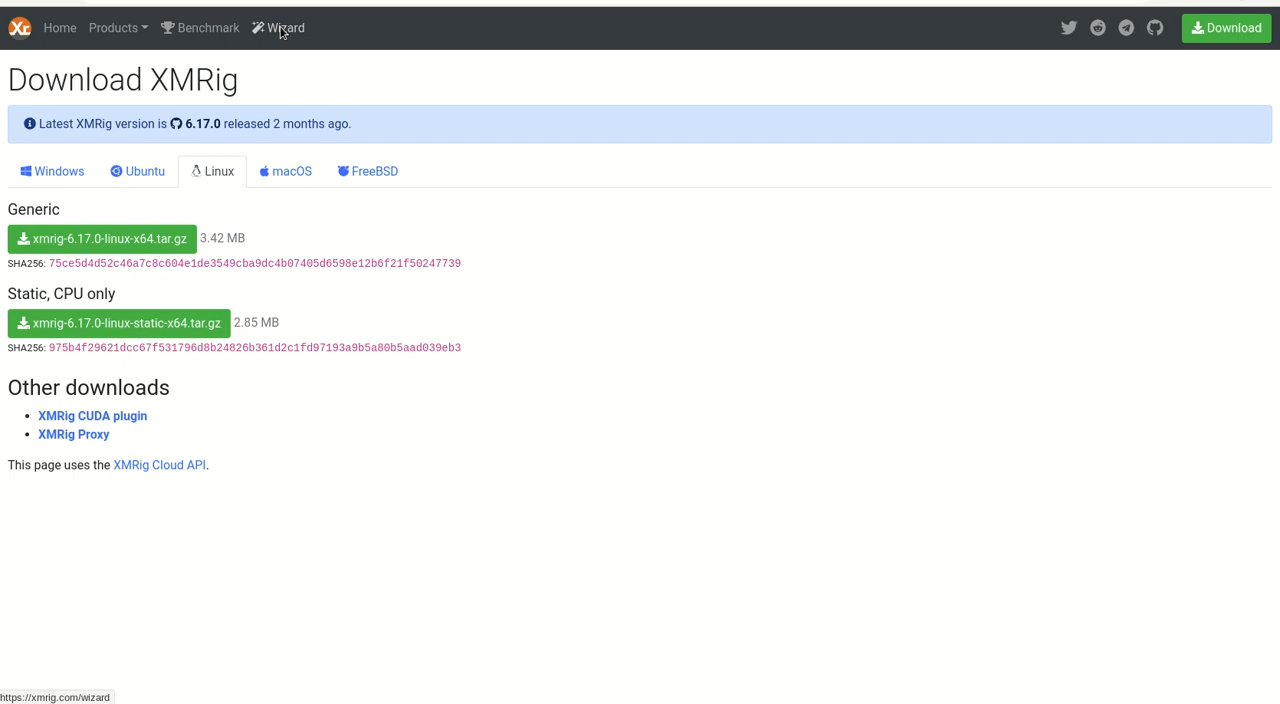 Xr Home Products Benchmark Wizard Download
Download XMRig
Latest XMRig version is 6.17.0 released 2 months ago.
Windows Ubuntu Linux macOS FreeBSD
Generic
xmrig-6.17.0-linux-x64.tar.gz 3.42 MB
SHA256: 75ce5d4d52c46a7c8c604e1de3549cba9dc4b07405d6598e12b6f21f50247739
Static, CPU only
xmrig-6.17.0-linux-static-x64.tar.gz 2.85 MB
SHA256: 975b4f29621dcc67f531796d8b24826b361d2c1fd97193a9b5a80b5aad039eb3
Other downloads
XMRig CUDA plugin
XMRig Proxy
This page uses the XMRig Cloud API.
https://xmrig.com/wizard